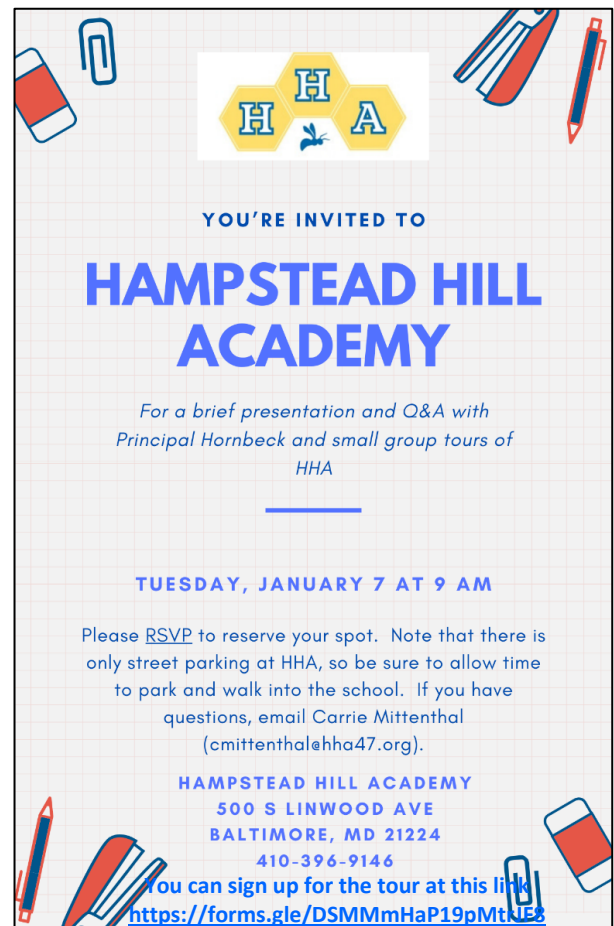 H H A
YOU'RE INVITED TO
HAMPSTEAD HILL
ACADEMY
For a brief presentation and Q&A with
Principal Hornbeck and small group tours of
HHA
TUESDAY, JANUARY 7 AT 9 AM
Please RSVP to reserve your spot. Note that there is
only street parking at HHA, so be sure to allow time
to park and walk into the school. If you have
questions, email Carrie Mittenthal
(cmittenthal@hha47.org).
HAMPSTEAD HILL ACADEMY
500 S LINWOOD AVE
BALTIMORE, MD 21224
410-396-9146
You can sign up for the tour at this link